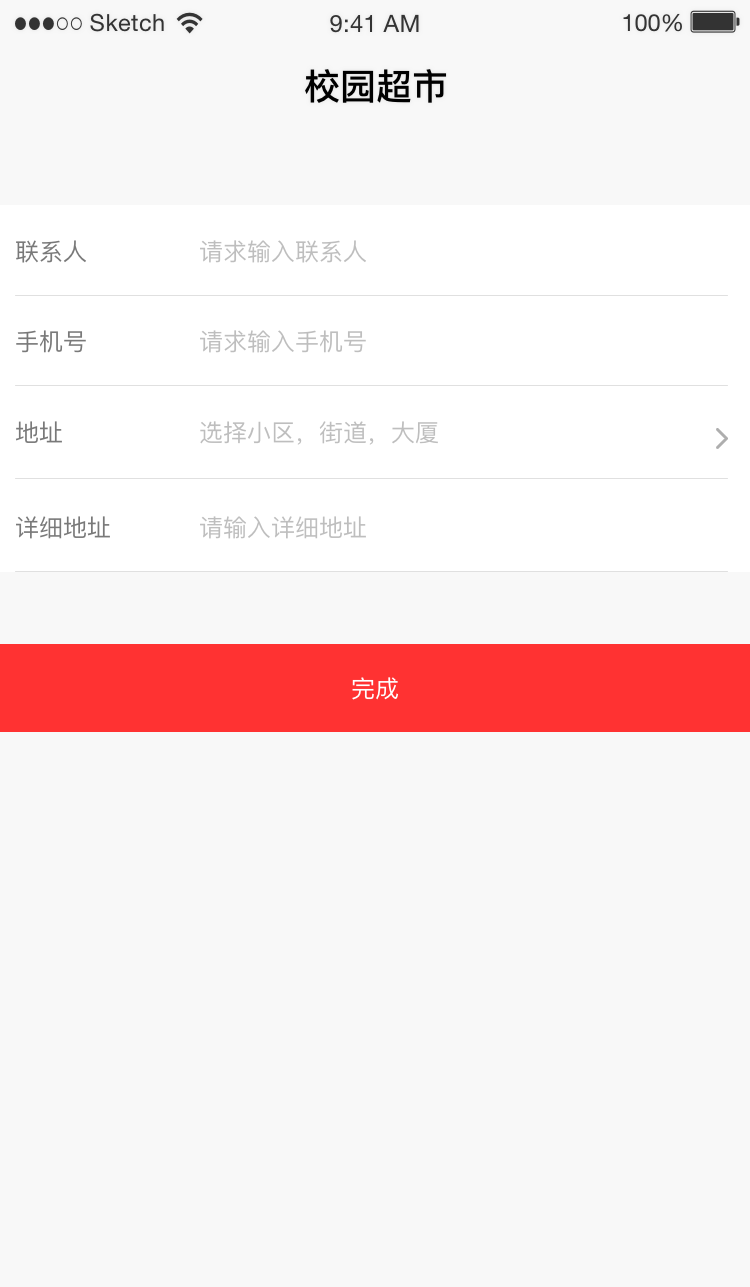 Sketch 9:41 AM 100%
校园超市
联系人 请求输入联系人
手机号 请求输入手机号
地址 选择小区，街道，大厦
详细地址 请输入详细地址
完成